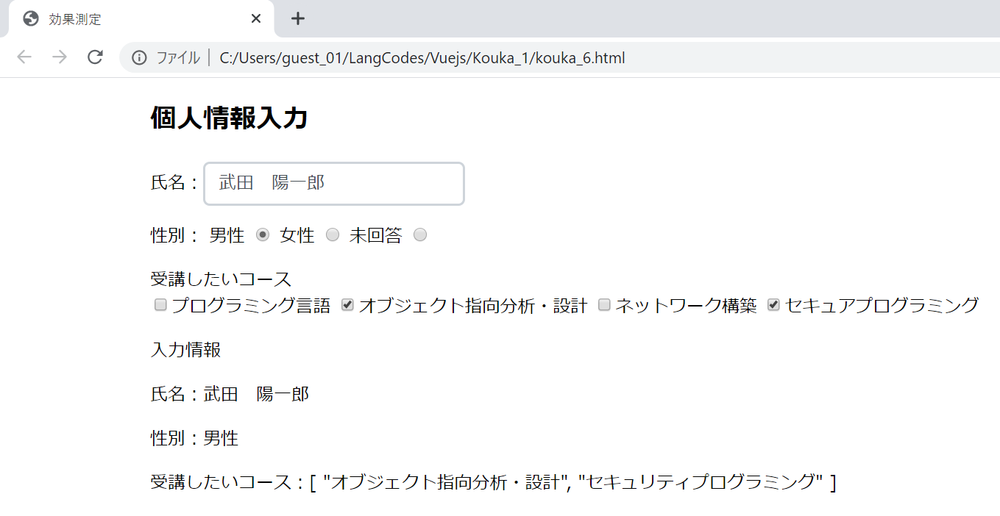 効果測定
ファイル | C:/Users/guest_01/LangCodes/Vuejs/Kouka_1/kouka_6.html
個人情報入力
氏名：武田　陽一郎
性別： 男性 女性 未回答
受講したいコース
プログラミング言語 オブジェクト指向分析・設計 ネットワーク構築 セキュアプログラミング
入力情報
氏名：武田　陽一郎
性別：男性
受講したいコース：[ "オブジェクト指向分析・設計", "セキュリティプログラミング" ]